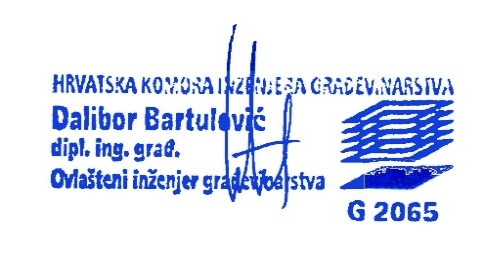 HRVATSKA KOMORA INŽENJERA GRAĐEVINARSTVA
Dalibor Bartulović
dipl. ing. građ.
Ovlašteni inženjer građevinarstva
G 2065